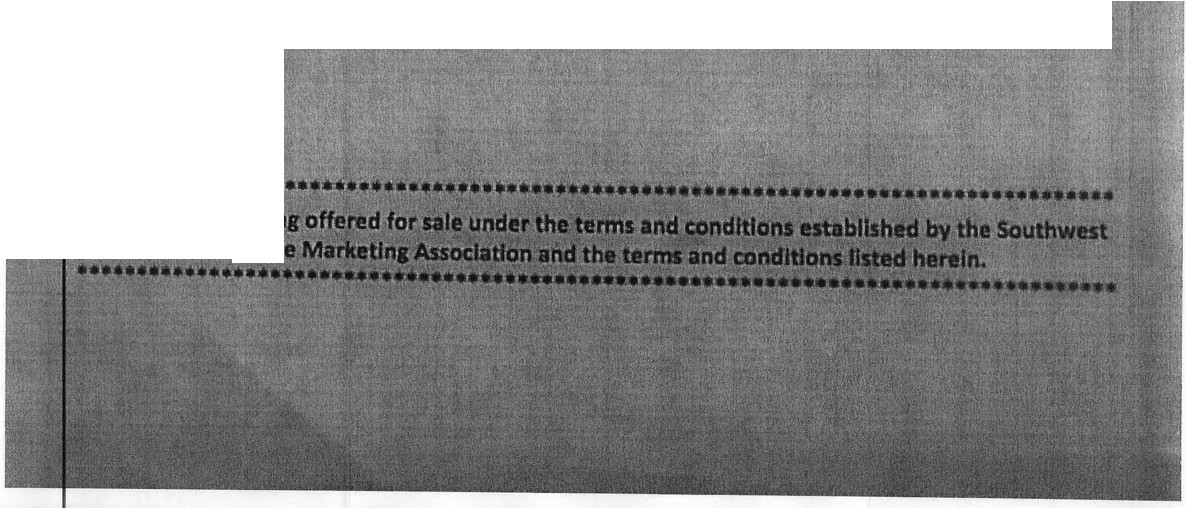 ****************************************************************************
g offered for sale under the terms and conditions established by the Southwest
e Marketing Association and the terms and conditions listed herein.
****************************************************************************************